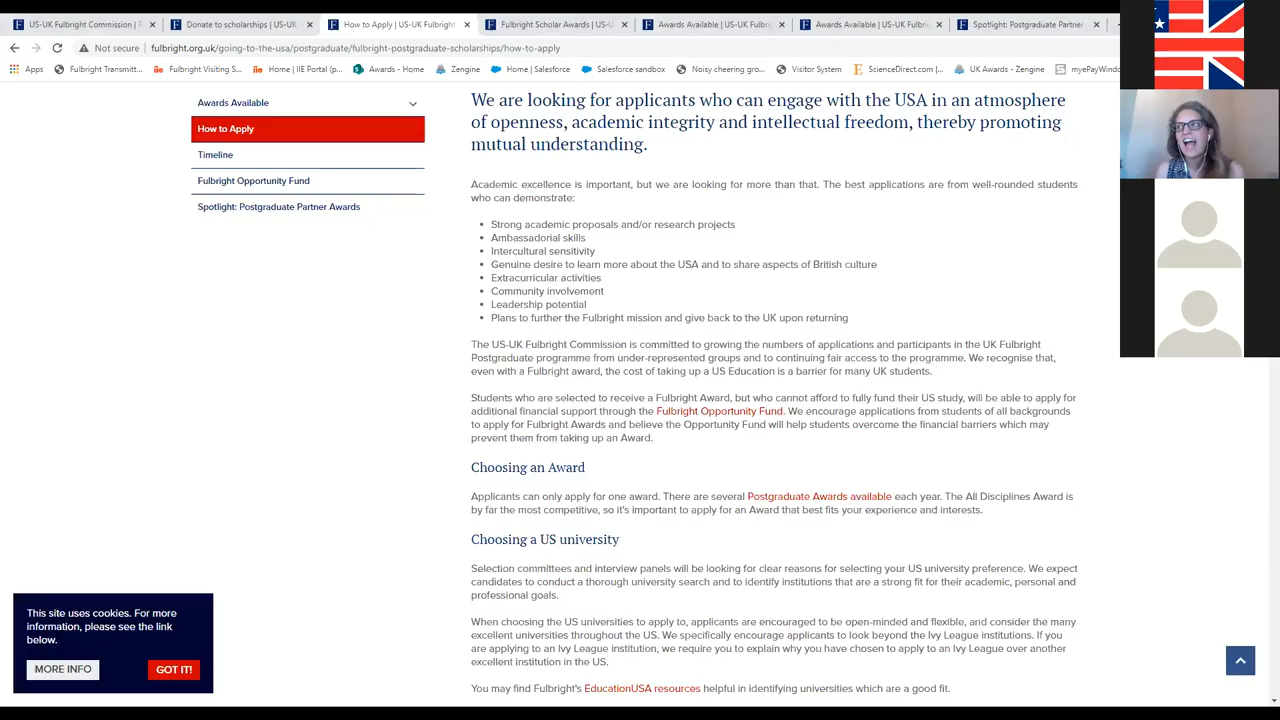 US-UK Fulbright Commission | F
Donate to scholarships | US-UK
How to Apply | US-UK Fulbright
Fulbright Scholar Awards | US-U
Awards Available | US-UK Fulbri
Awards Available | US-UK Fulbri
Spotlight: Postgraduate Partner
Not secure fulbright.org.uk/going-to-the-usa/postgraduate/fulbright-postgraduate-scholarships/how-to-apply
Apps Fulbright Transmitt... Fulbright Visiting S... Home | IIE Portal (p... Awards - Home Zengine Home | Salesforce Salesforce sandbox Noisy cheering gro... Visitor System ScienceDirect.com |... UK Awards - Zengine myePayWindo
Awards Available
How to Apply
Timeline
Fulbright Opportunity Fund
Spotlight: Postgraduate Partner Awards
We are looking for applicants who can engage with the USA in an atmosphere
of openness, academic integrity and intellectual freedom, thereby promoting
mutual understanding.
Academic excellence is important, but we are looking for more than that. The best applications are from well-rounded students
who can demonstrate:
• Strong academic proposals and/or research projects
• Ambassadorial skills
• Intercultural sensitivity
• Genuine desire to learn more about the USA and to share aspects of British culture
• Extracurricular activities
• Community involvement
• Leadership potential
• Plans to further the Fulbright mission and give back to the UK upon returning
The US-UK Fulbright Commission is committed to growing the numbers of applications and participants in the UK Fulbright
Postgraduate programme from under-represented groups and to continuing fair access to the programme. We recognise that,
even with a Fulbright award, the cost of taking up a US Education is a barrier for many UK students.
Students who are selected to receive a Fulbright Award, but who cannot afford to fully fund their US study, will be able to apply for
additional financial support through the Fulbright Opportunity Fund. We encourage applications from students of all backgrounds
to apply for Fulbright Awards and believe the Opportunity Fund will help students overcome the financial barriers which may
prevent them from taking up an Award.
Choosing an Award
Applicants can only apply for one award. There are several Postgraduate Awards available each year. The All Disciplines Award is
by far the most competitive, so it's important to apply for an Award that best fits your experience and interests.
Choosing a US university
Selection committees and interview panels will be looking for clear reasons for selecting your US university preference. We expect
candidates to conduct a thorough university search and to identify institutions that are a strong fit for their academic, personal and
professional goals.
When choosing the US universities to apply to, applicants are encouraged to be open-minded and flexible, and consider the many
excellent universities throughout the US. We specifically encourage applicants to look beyond the Ivy League institutions. If you
are applying to an Ivy League institution, we require you to explain why you have chosen to apply to an Ivy League over another
excellent institution in the US.
You may find Fulbright's EducationUSA resources helpful in identifying universities which are a good fit.
This site uses cookies. For more
information, please see the link
below.
MORE INFO
GOT IT!